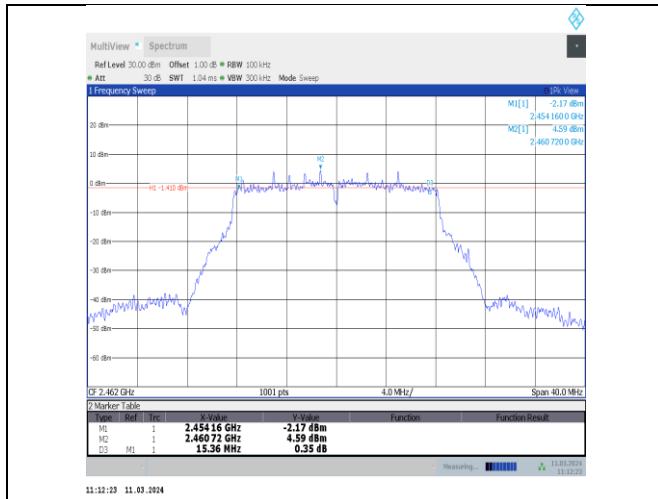 MultiView Spectrum
Ref Level 30.00 dBm Offset 1.00 dB RBW 100 kHz
Att 30 dB SWT 1.04 ms VBW 300 kHz Mode Sweep
1 Frequency Sweep 1Pk View
M1[1] -2.17 dBm
2.4541600 GHz
M2[1] 4.59 dBm
2.4607200 GHz
20 dBm
10 dBm
M2
0 dBm
M1
D3
H1 -1.410 dBm
-10 dBm
-20 dBm
-30 dBm
-40 dBm
-50 dBm
-60 dBm
CF 2.462 GHz 1001 pts 4.0 MHz/ Span 40.0 MHz
2 Marker Table
Type Ref Trc X-Value Y-Value Function Function Result
M1 1 2.454 16 GHz -2.17 dBm
M2 1 2.460 72 GHz 4.59 dBm
D3 M1 1 15.36 MHz 0.35 dB
Measuring... 11.03.2024
11:12:23
11:12:23 11.03.2024